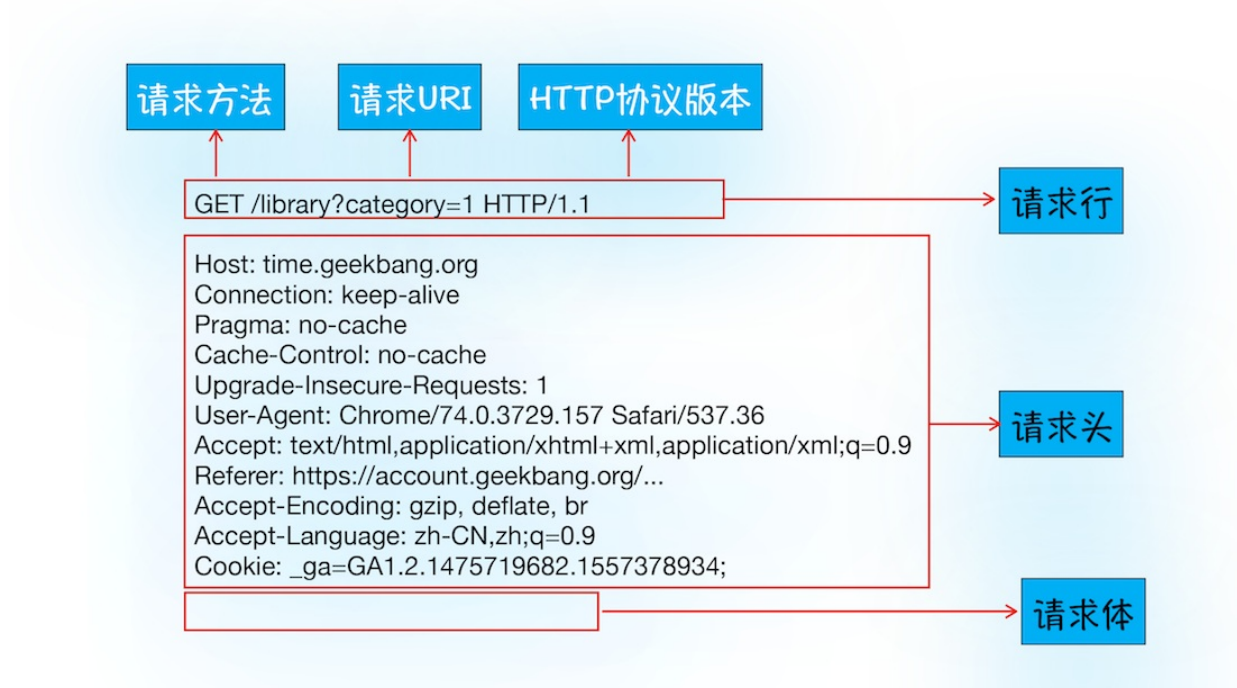 请求方法
请求URI
HTTP协议版本
GET /library?category=1 HTTP/1.1
请求行
Host: time.geekbang.org
Connection: keep-alive
Pragma: no-cache
Cache-Control: no-cache
Upgrade-Insecure-Requests: 1
User-Agent: Chrome/74.0.3729.157 Safari/537.36
Accept: text/html,application/xhtml+xml,application/xml;q=0.9
Referer: https://account.geekbang.org/...
Accept-Encoding: gzip, deflate, br
Accept-Language: zh-CN,zh;q=0.9
Cookie: _ga=GA1.2.1475719682.1557378934;
请求头
请求体